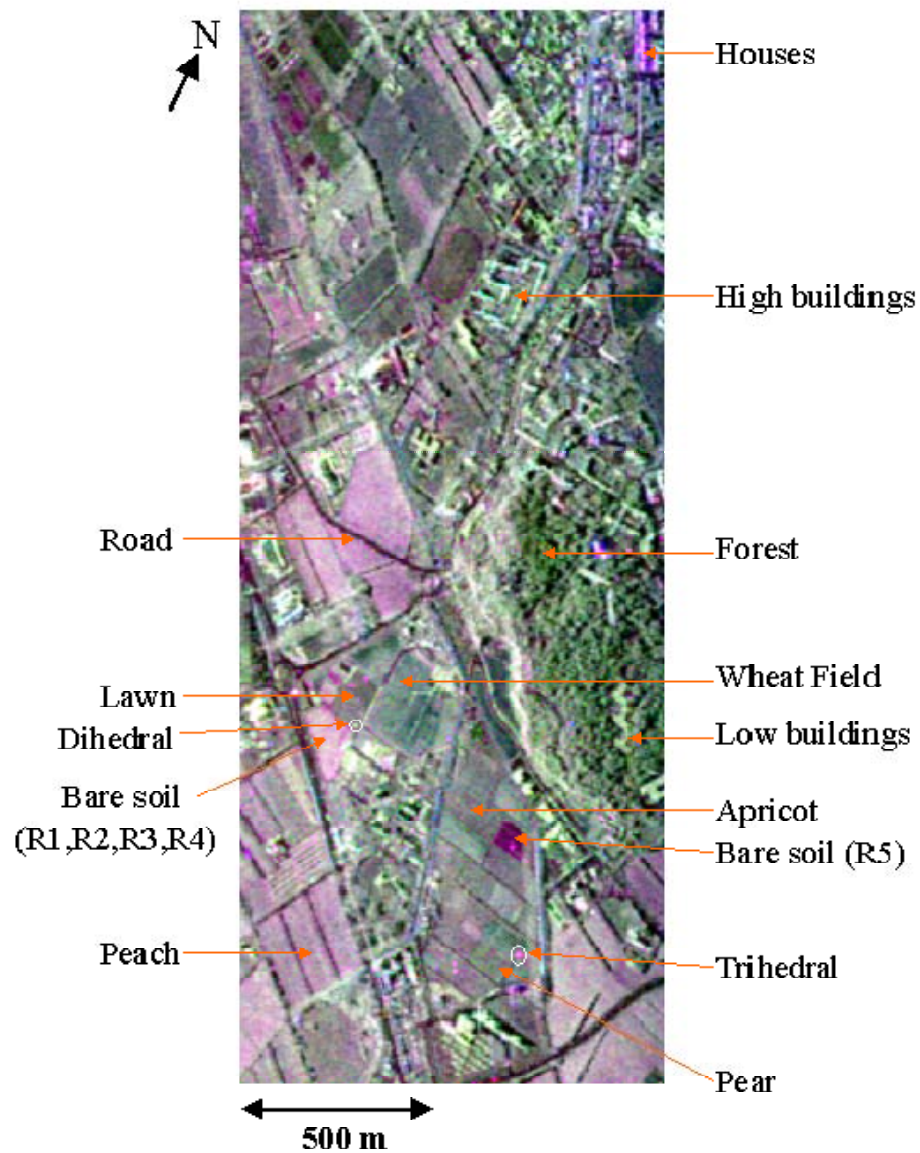 N
Houses
High buildings
Road
Forest
Lawn
Wheat Field
Dihedral
Low buildings
Bare soil
(R1,R2,R3,R4)
Apricot
Bare soil (R5)
Peach
Trihedral
Pear
500 m